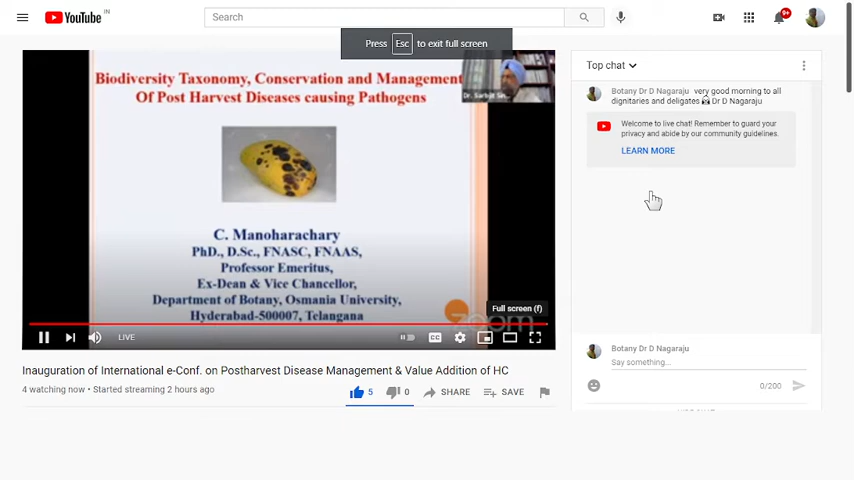 YouTube IN
Search
9+
Press Esc to exit full screen
Biodiversity Taxonomy, Conservation and Management
Of Post Harvest Diseases causing Pathogens
C. Manoharachary
PhD., D.Sc., FNASC, FNAAS,
Professor Emeritus,
Ex-Dean & Vice Chancellor,
Department of Botany, Osmania University,
Hyderabad-500007, Telangana
zoom
Full screen (f)
LIVE
CC
Inauguration of International e-Conf. on Postharvest Disease Management & Value Addition of HC
4 watching now • Started streaming 2 hours ago
5 0 SHARE SAVE
Top chat
Botany Dr D Nagaraju very good morning to all
dignitaries and deligates Dr D Nagaraju
Welcome to live chat! Remember to guard your
privacy and abide by our community guidelines.
LEARN MORE
Botany Dr D Nagaraju
Say something...
0/200